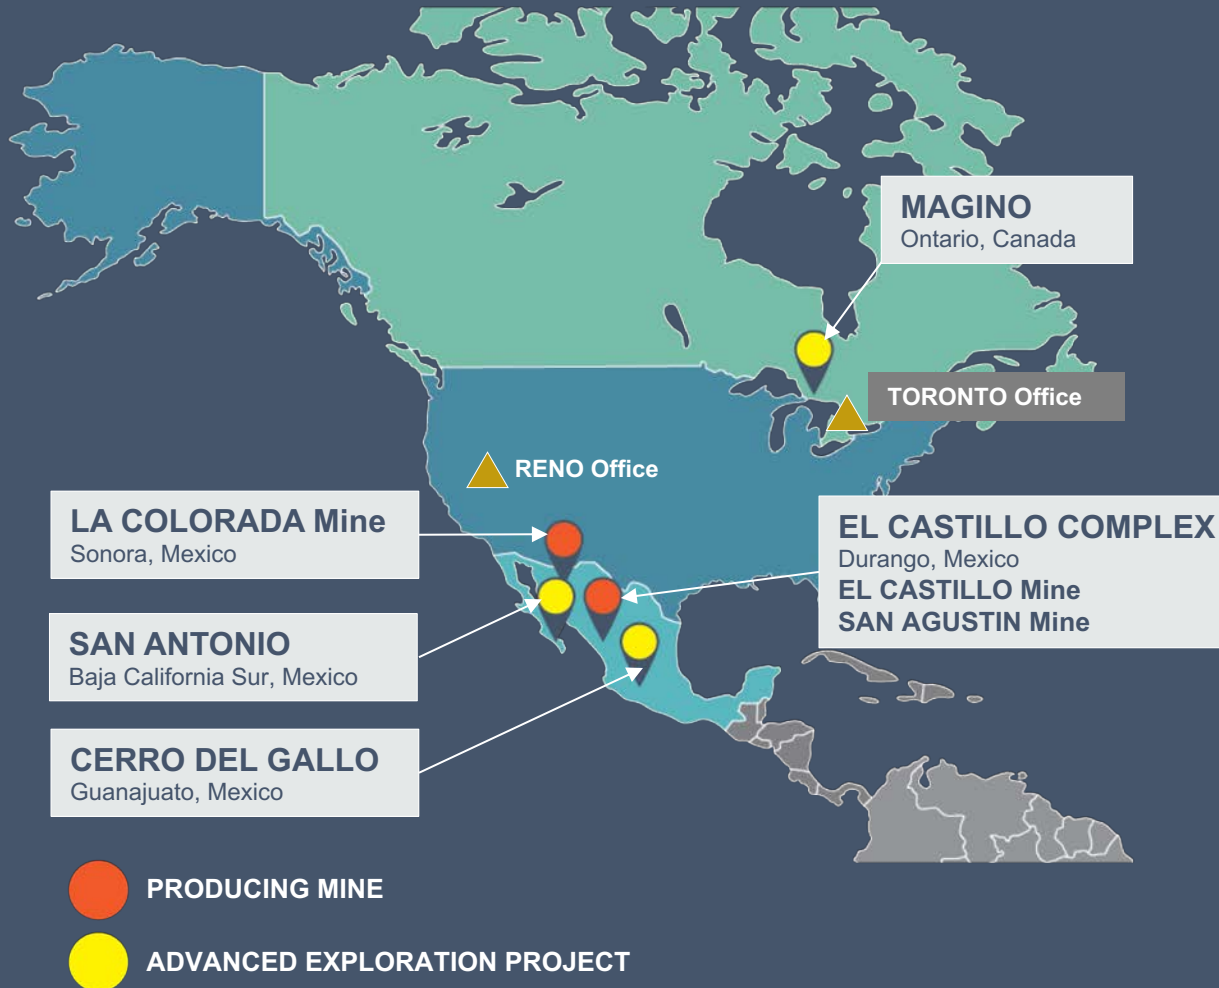 MAGINO
Ontario, Canada
TORONTO Office
RENO Office
LA COLORADA Mine
Sonora, Mexico
EL CASTILLO COMPLEX
Durango, Mexico
EL CASTILLO Mine
SAN AGUSTIN Mine
SAN ANTONIO
Baja California Sur, Mexico
CERRO DEL GALLO
Guanajuato, Mexico
PRODUCING MINE
ADVANCED EXPLORATION PROJECT